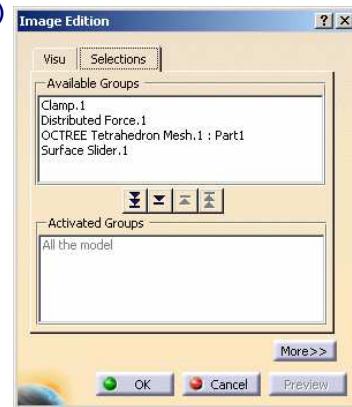 )
Image Edition
? X
Visu Selections
Available Groups
Clamp.1
Distributed Force.1
OCTREE Tetrahedron Mesh.1 : Part1
Surface Slider.1
Activated Groups
All the model
More>>
OK Cancel Preview